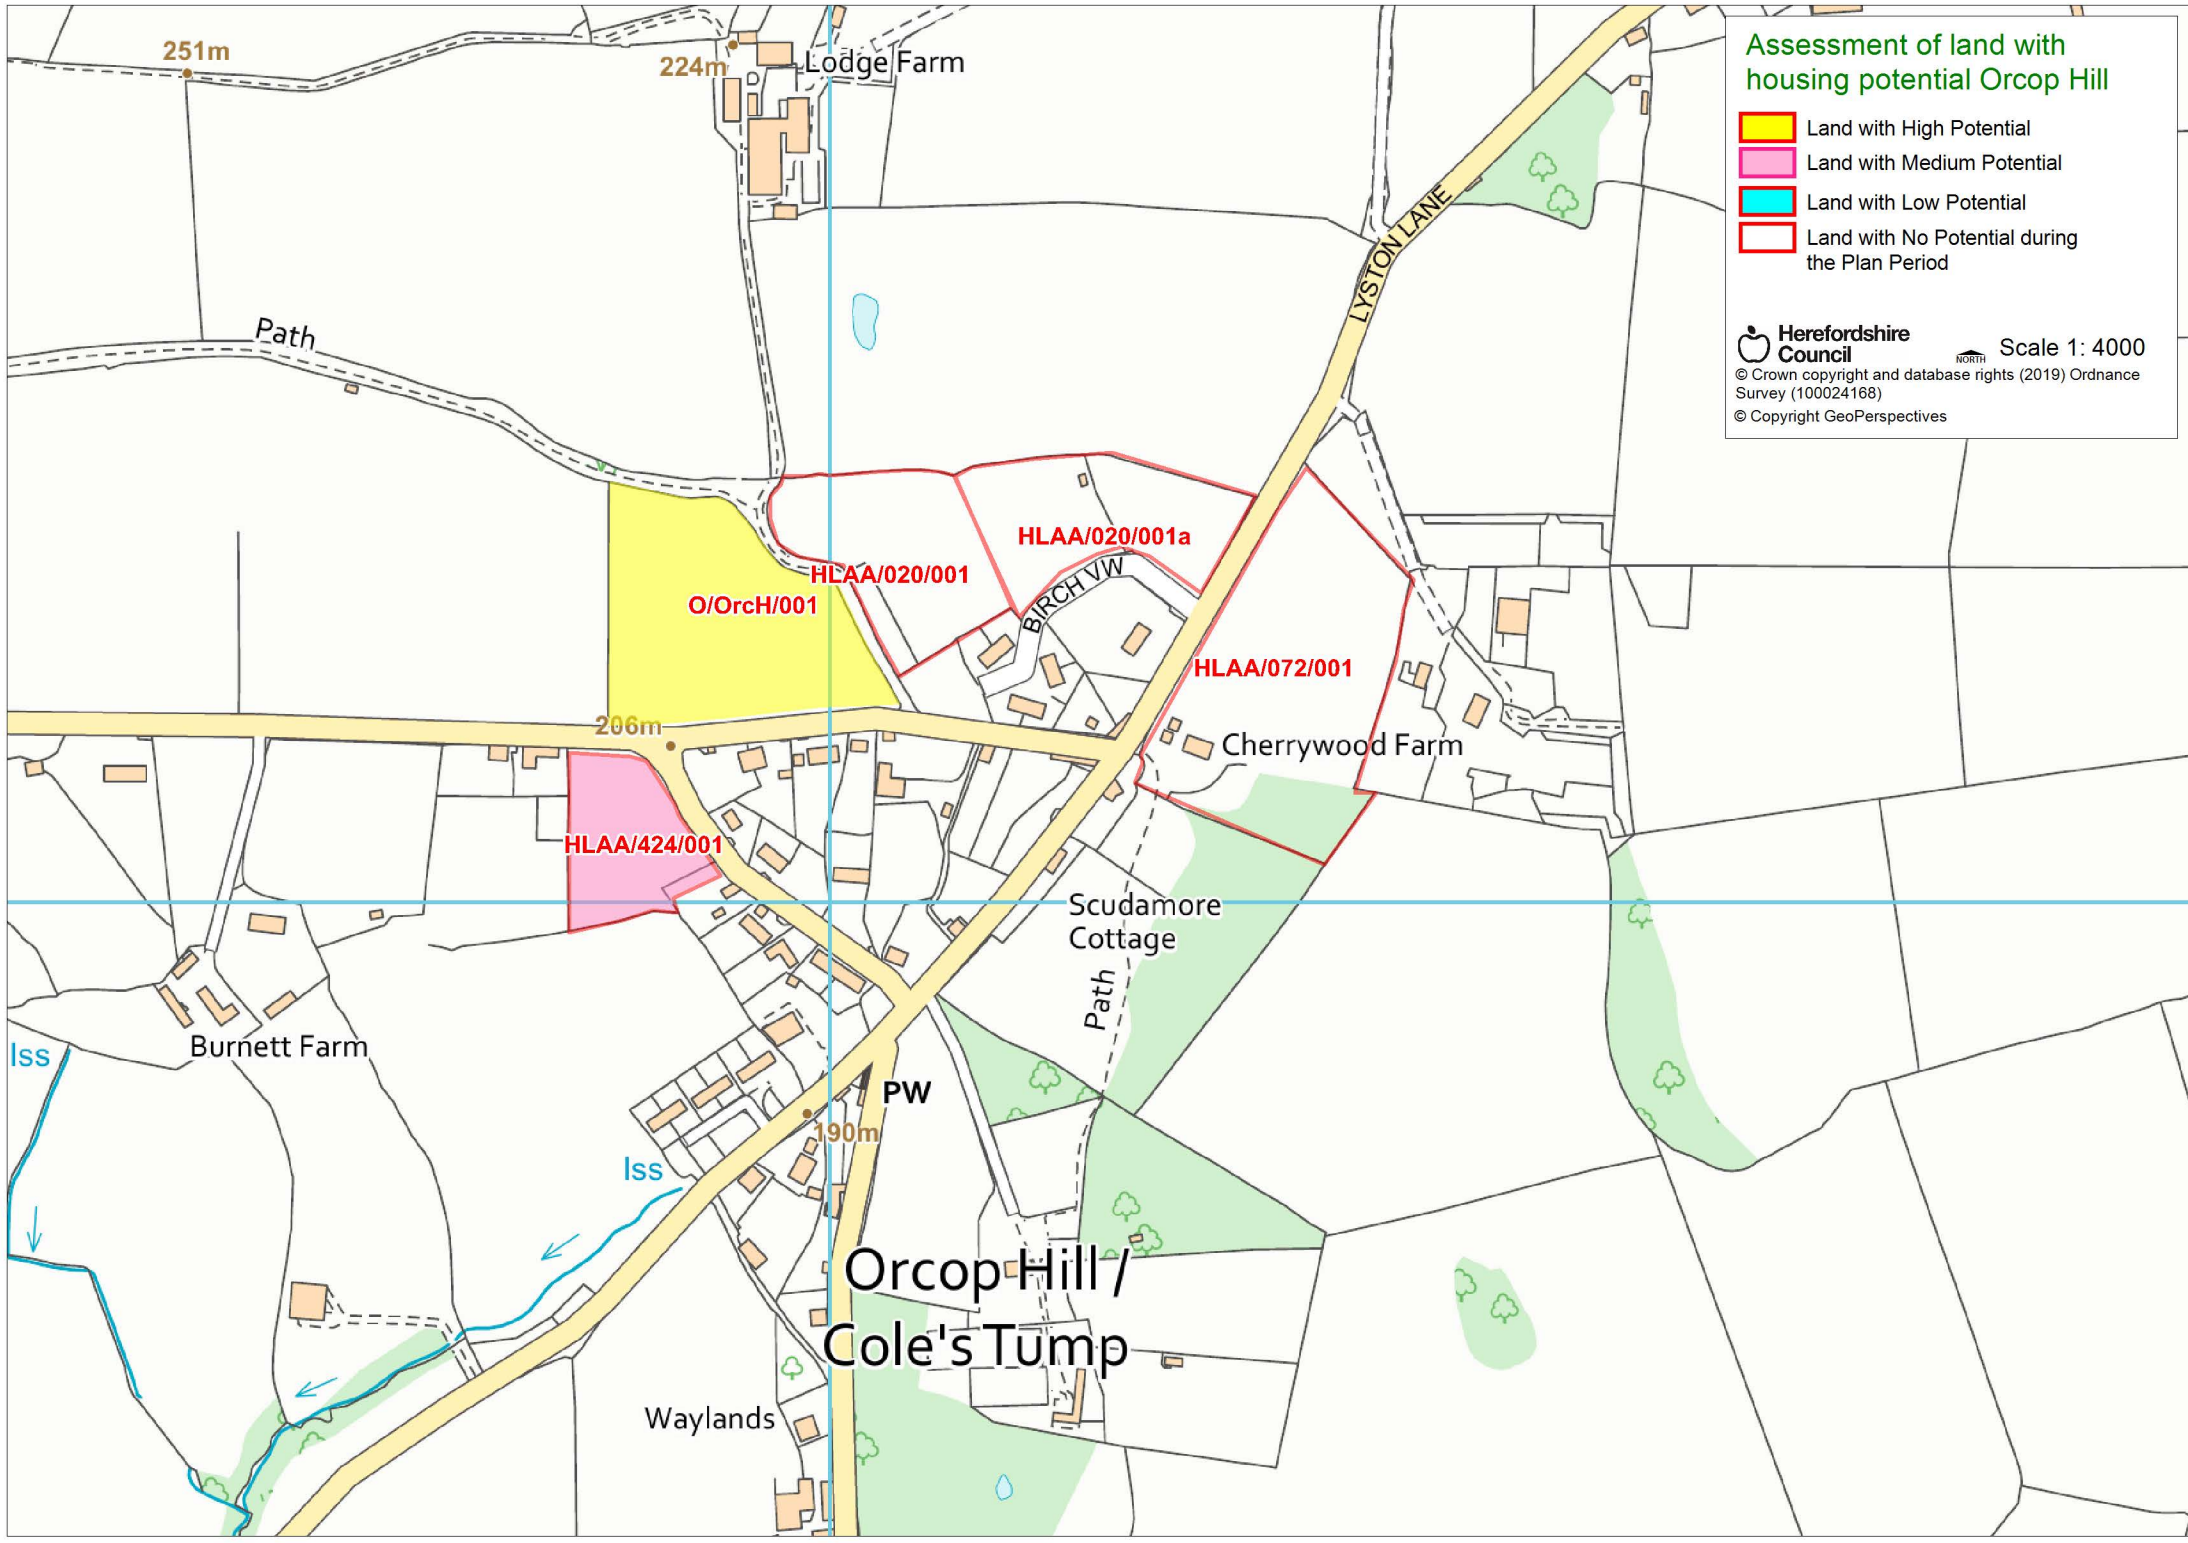 251m
224m
Lodge Farm
Assessment of land with
housing potential Orcop Hill
Land with High Potential
Land with Medium Potential
Land with Low Potential
Land with No Potential during
the Plan Period
Herefordshire
Council
NORTH
Scale 1: 4000
© Crown copyright and database rights (2019) Ordnance
Survey (100024168)
© Copyright GeoPerspectives
LYSTON LANE
Path
HLAA/020/001a
HLAA/020/001
BIRCH VW
O/OrcH/001
HLAA/072/001
206m
Cherrywood Farm
HLAA/424/001
Scudamore
Cottage
Path
Burnett Farm
Iss
PW
190m
Iss
Orcop Hill /
Cole's Tump
Waylands